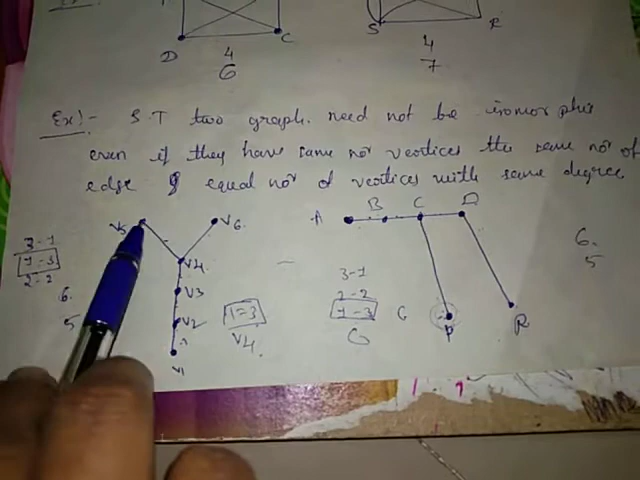 D
4
6
C
S
4
7
R
Ex:- S.T two graph. need not be isomorphic
even if they have same no of vertices the same no of
edge & equal no of vertices with same degree.
V5
V6
V4
V3
V2
V1
3-1
1-3
2-2
6.
5
1=3
V4.
A
B
C
D
P
R
3-1
2-2
1-3
G
C
6.
5